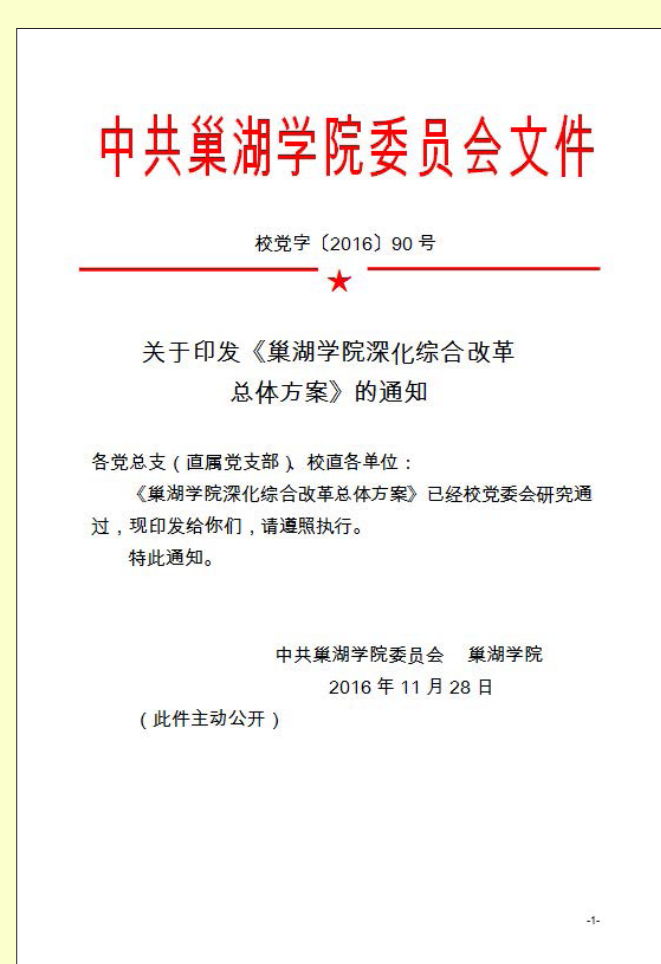 中共巢湖学院委员会文件
校党字〔2016〕90号
关于印发《巢湖学院深化综合改革
总体方案》的通知
各党总支（直属党支部）、校直各单位：
《巢湖学院深化综合改革总体方案》已经校党委会研究通
过，现印发给你们，请遵照执行。
特此通知。
中共巢湖学院委员会 巢湖学院
2016年11月28日
（此件主动公开）
-1-